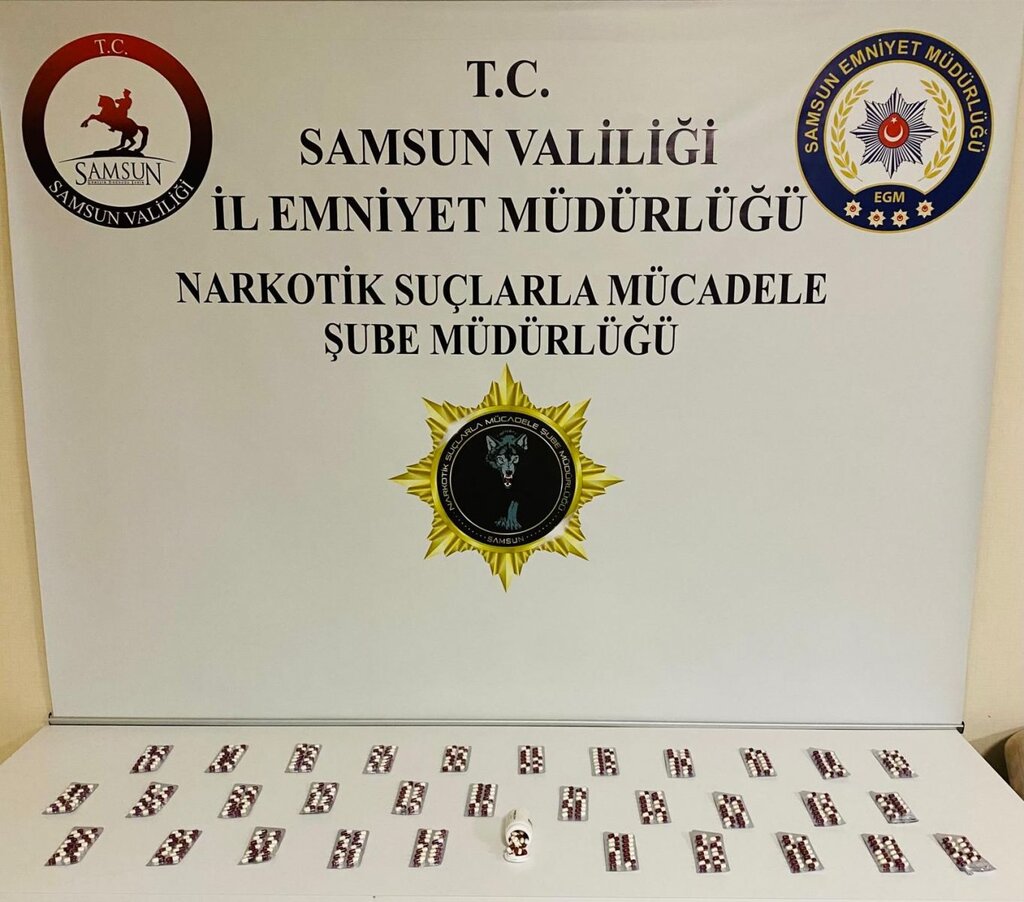 T.C.
SAMSUN
SAMSUN VALİLİĞİ
T.C.
SAMSUN VALİLİĞİ
İL EMNİYET MÜDÜRLÜĞÜ
NARKOTİK SUÇLARLA MÜCADELE
ŞUBE MÜDÜRLÜĞÜ
SAMSUN EMNİYET MÜDÜRLÜĞÜ
EGM
NARKOTİK SUÇLARLA MÜCADELE ŞUBE MÜDÜRLÜĞÜ
SAMSUN